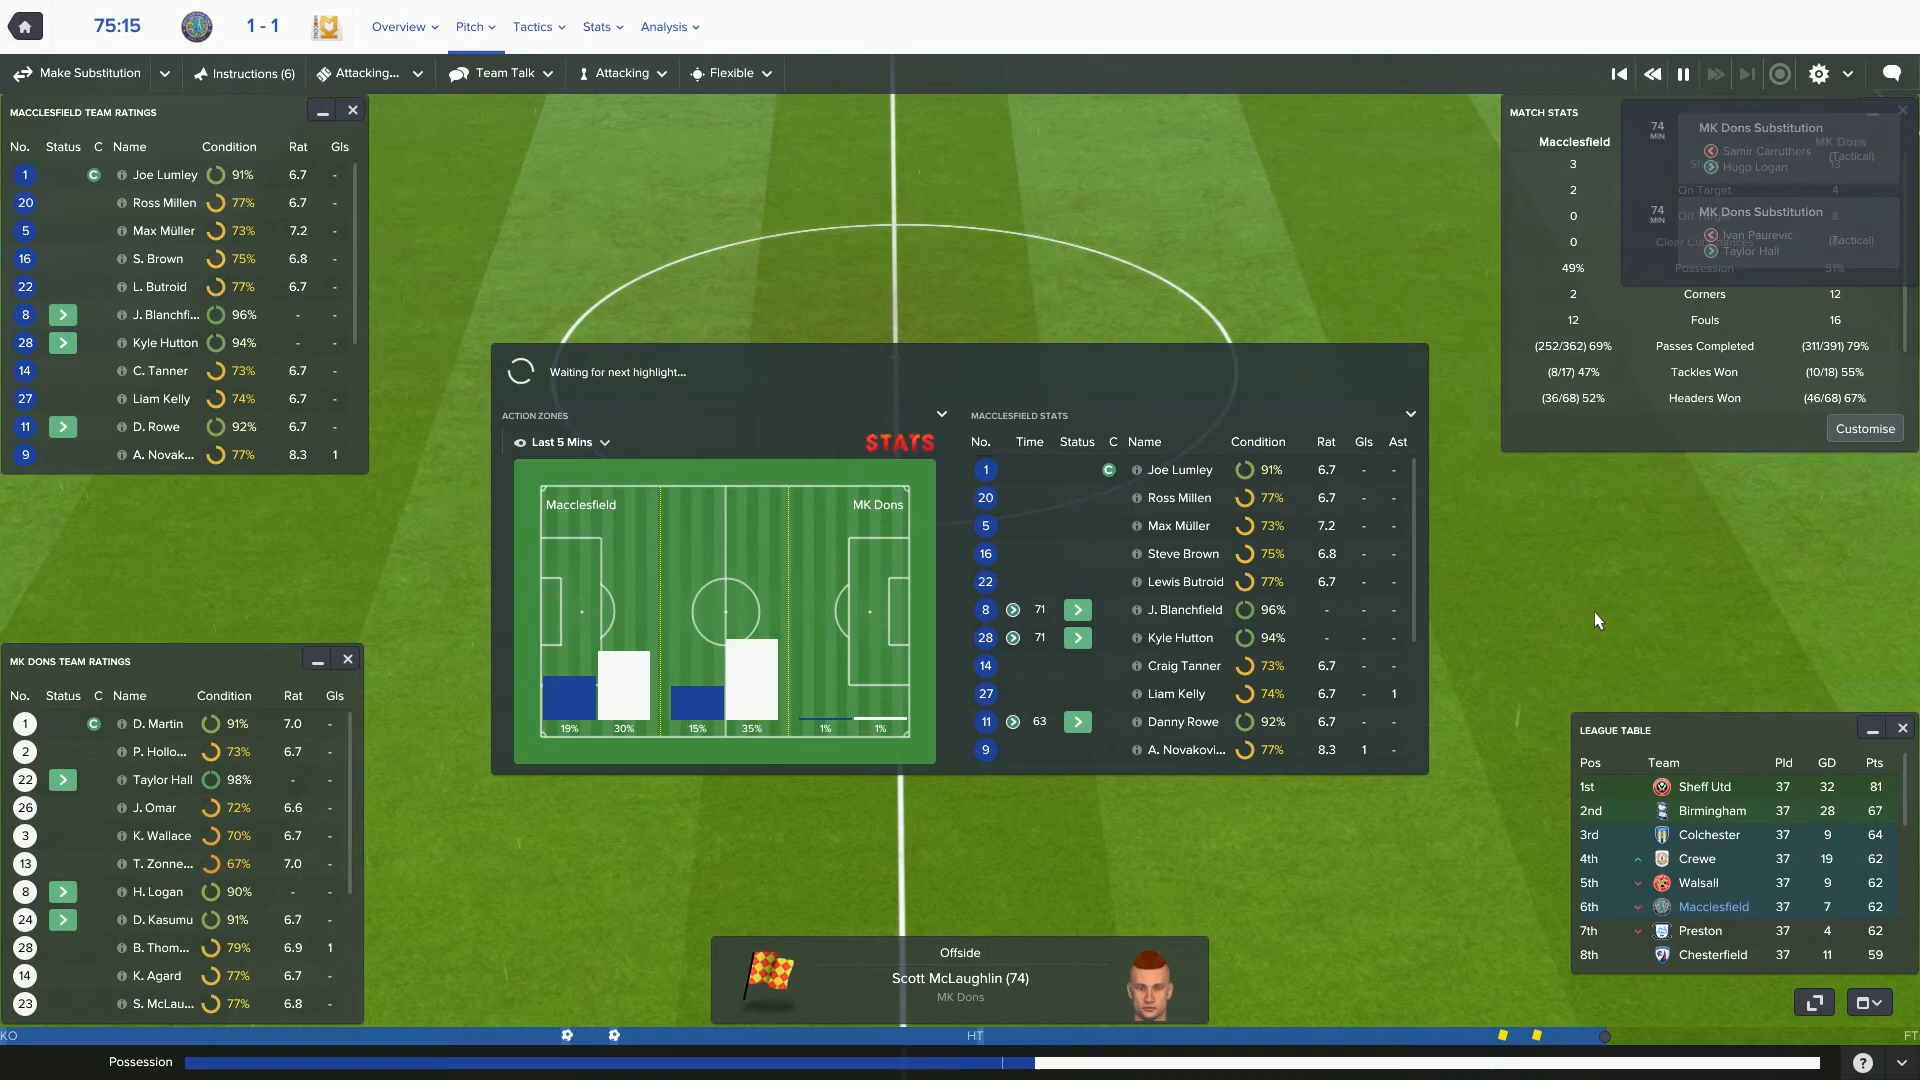 75:15
1 - 1
Overview
Pitch
Tactics
Stats
Analysis
Make Substitution
Instructions (6)
Attacking...
Team Talk
Attacking
Flexible
MACCLESFIELD TEAM RATINGS
No. Status C Name Condition Rat Gls
1 C Joe Lumley 91% 6.7 -
20 Ross Millen 77% 6.7 -
5 Max Müller 73% 7.2 -
16 S. Brown 75% 6.8 -
22 L. Butroid 77% 6.7 -
8 J. Blanchfi... 96% - -
28 Kyle Hutton 94% - -
14 C. Tanner 73% 6.7 -
27 Liam Kelly 74% 6.7 -
11 D. Rowe 92% 6.7 -
9 A. Novak... 77% 8.3 1
MK DONS TEAM RATINGS
No. Status C Name Condition Rat Gls
1 C D. Martin 91% 7.0 -
2 P. Hollo... 73% 6.7 -
22 Taylor Hall 98% - -
26 J. Omar 72% 6.6 -
3 K. Wallace 70% 6.7 -
13 T. Zonne... 67% 7.0 -
8 H. Logan 90% - -
24 D. Kasumu 91% 6.7 -
28 B. Thom... 79% 6.9 1
14 K. Agard 77% 6.7 -
23 S. McLau... 77% 6.8 -
Waiting for next highlight...
ACTION ZONES
Last 5 Mins
STATS
Macclesfield MK Dons
19% 30% 15% 35% 1% 1%
MACCLESFIELD STATS
No. Time Status C Name Condition Rat Gls Ast
1 C Joe Lumley 91% 6.7 - -
20 Ross Millen 77% 6.7 - -
5 Max Müller 73% 7.2 - -
16 Steve Brown 75% 6.8 - -
22 Lewis Butroid 77% 6.7 - -
8 71 J. Blanchfield 96% - - -
28 71 Kyle Hutton 94% - - -
14 Craig Tanner 73% 6.7 - -
27 Liam Kelly 74% 6.7 - 1
11 63 Danny Rowe 92% 6.7 - -
9 A. Novakovi... 77% 8.3 1 -
Offside
Scott McLaughlin (74)
MK Dons
MATCH STATS
Macclesfield MK Dons
3 13
2 On Target 4
0 8
0
49% Possession 51%
2 Corners 12
12 Fouls 16
(252/362) 69% Passes Completed (311/391) 79%
(8/17) 47% Tackles Won (10/18) 55%
(36/68) 52% Headers Won (46/68) 67%
Customise
74 MIN
MK Dons Substitution
Samir Carruthers
Hugo Logan
(Tactical)
74 MIN
MK Dons Substitution
Ivan Paurevic
Taylor Hall
(Tactical)
LEAGUE TABLE
Pos Team Pld GD Pts
1st Sheff Utd 37 32 81
2nd Birmingham 37 28 67
3rd Colchester 37 9 64
4th Crewe 37 19 62
5th Walsall 37 9 62
6th Macclesfield 37 7 62
7th Preston 37 4 62
8th Chesterfield 37 11 59
KO HT FT
Possession
?